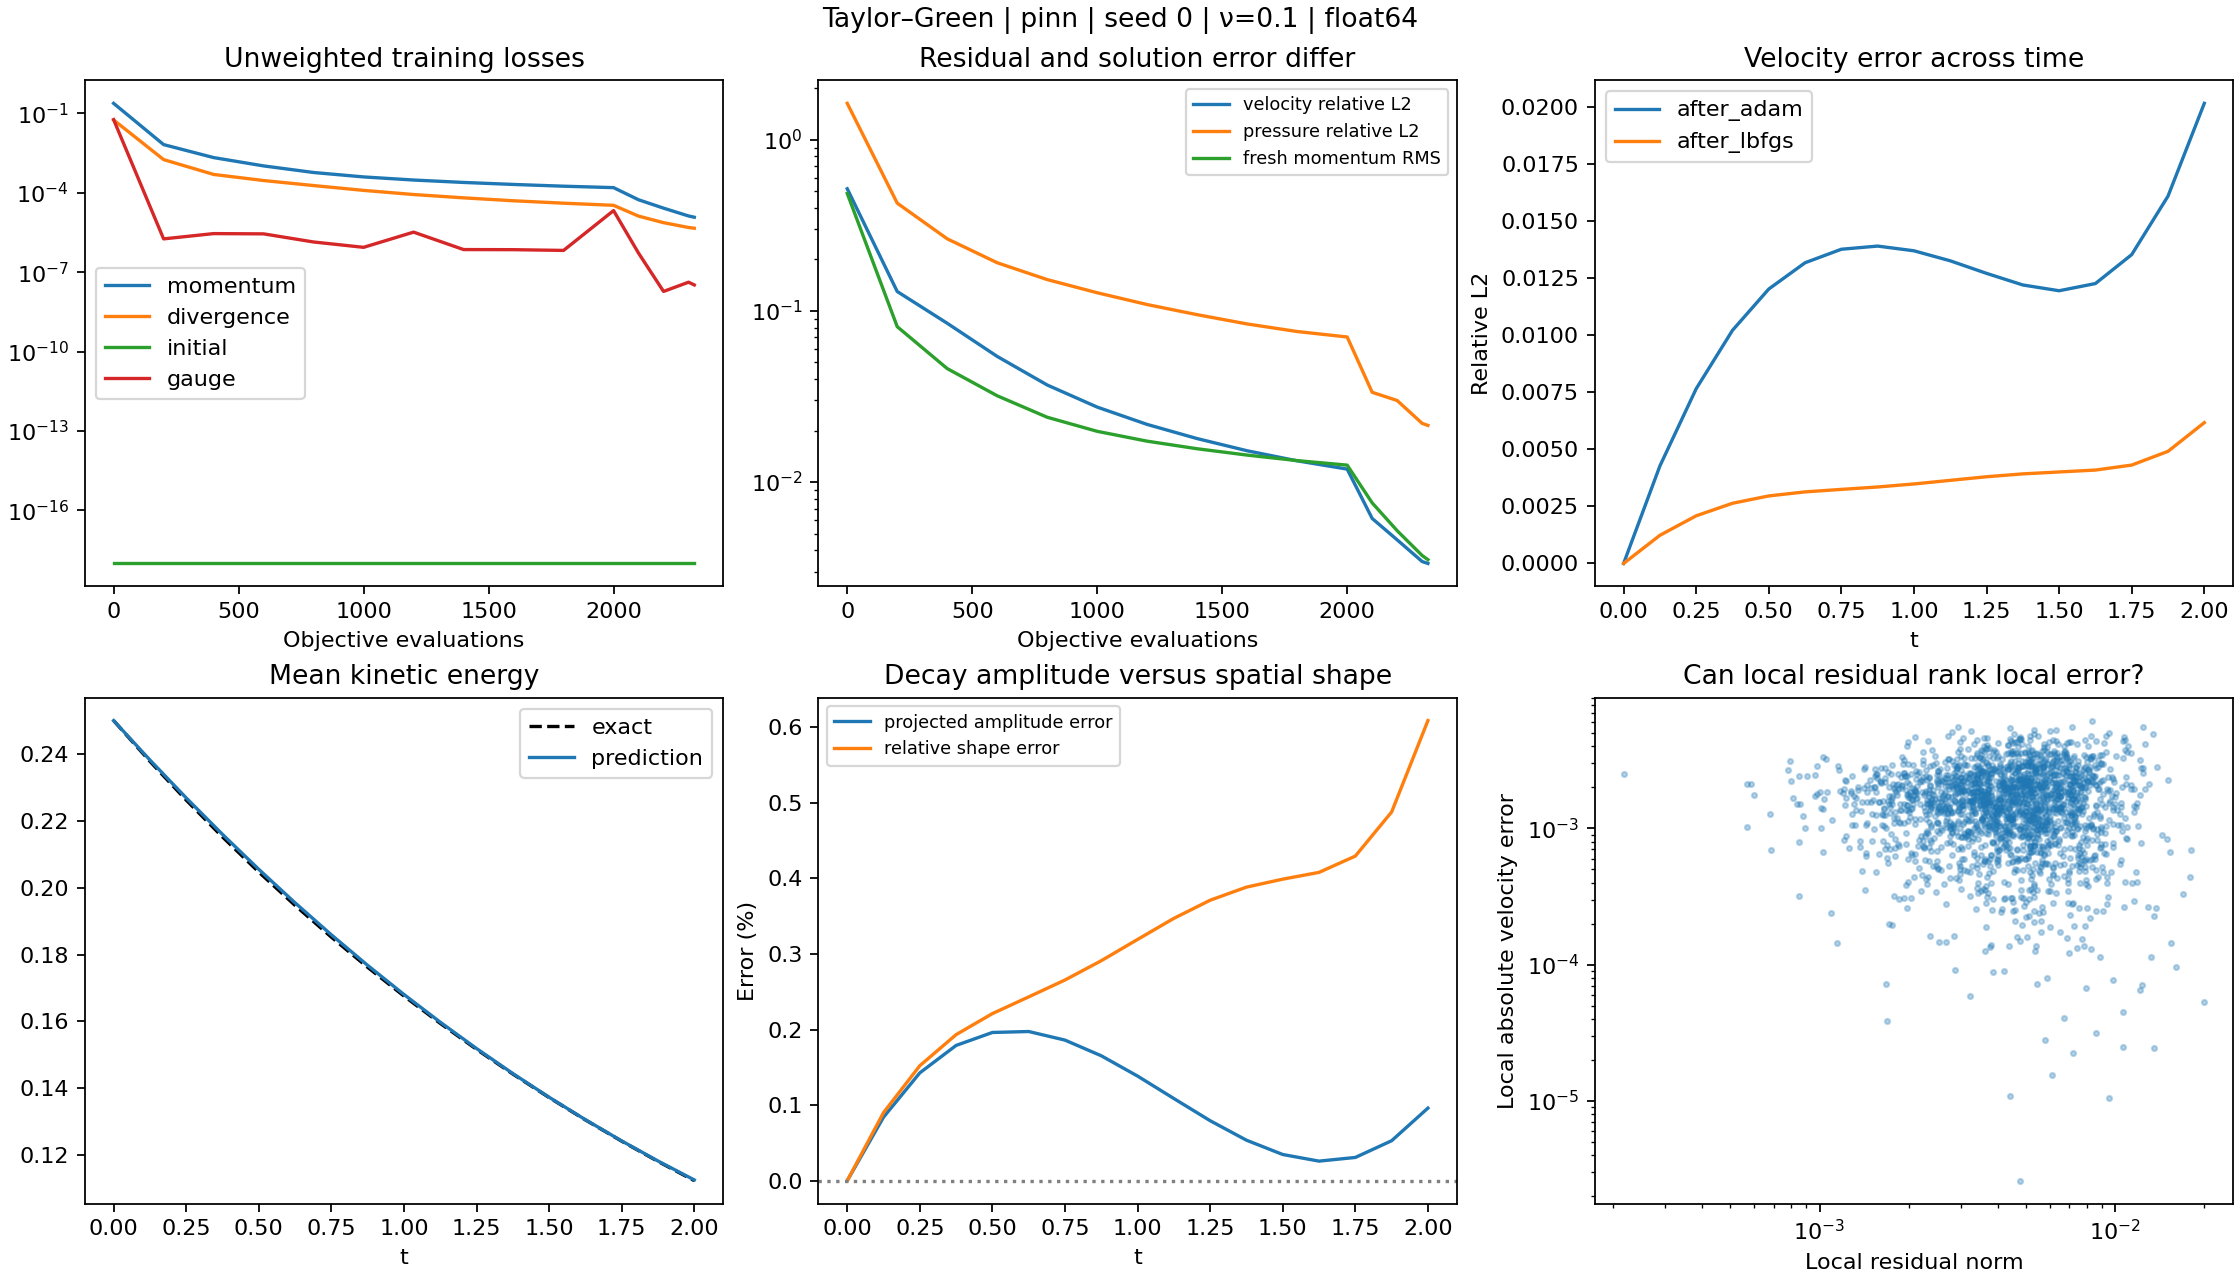 Taylor–Green | pinn | seed 0 | ν=0.1 | float64
Unweighted training losses
10⁻¹
10⁻⁴
10⁻⁷
10⁻¹⁰
10⁻¹³
10⁻¹⁶
momentum
divergence
initial
gauge
0 500 1000 1500 2000
Objective evaluations
Residual and solution error differ
10⁰
10⁻¹
10⁻²
velocity relative L2
pressure relative L2
fresh momentum RMS
0 500 1000 1500 2000
Objective evaluations
Velocity error across time
Relative L2
0.0200
0.0175
0.0150
0.0125
0.0100
0.0075
0.0050
0.0025
0.0000
after_adam
after_lbfgs
0.00 0.25 0.50 0.75 1.00 1.25 1.50 1.75 2.00
t
Mean kinetic energy
0.24
0.22
0.20
0.18
0.16
0.14
0.12
exact
prediction
0.00 0.25 0.50 0.75 1.00 1.25 1.50 1.75 2.00
t
Decay amplitude versus spatial shape
Error (%)
0.6
0.5
0.4
0.3
0.2
0.1
0.0
projected amplitude error
relative shape error
0.00 0.25 0.50 0.75 1.00 1.25 1.50 1.75 2.00
t
Can local residual rank local error?
Local absolute velocity error
10⁻³
10⁻⁴
10⁻⁵
10⁻³ 10⁻²
Local residual norm